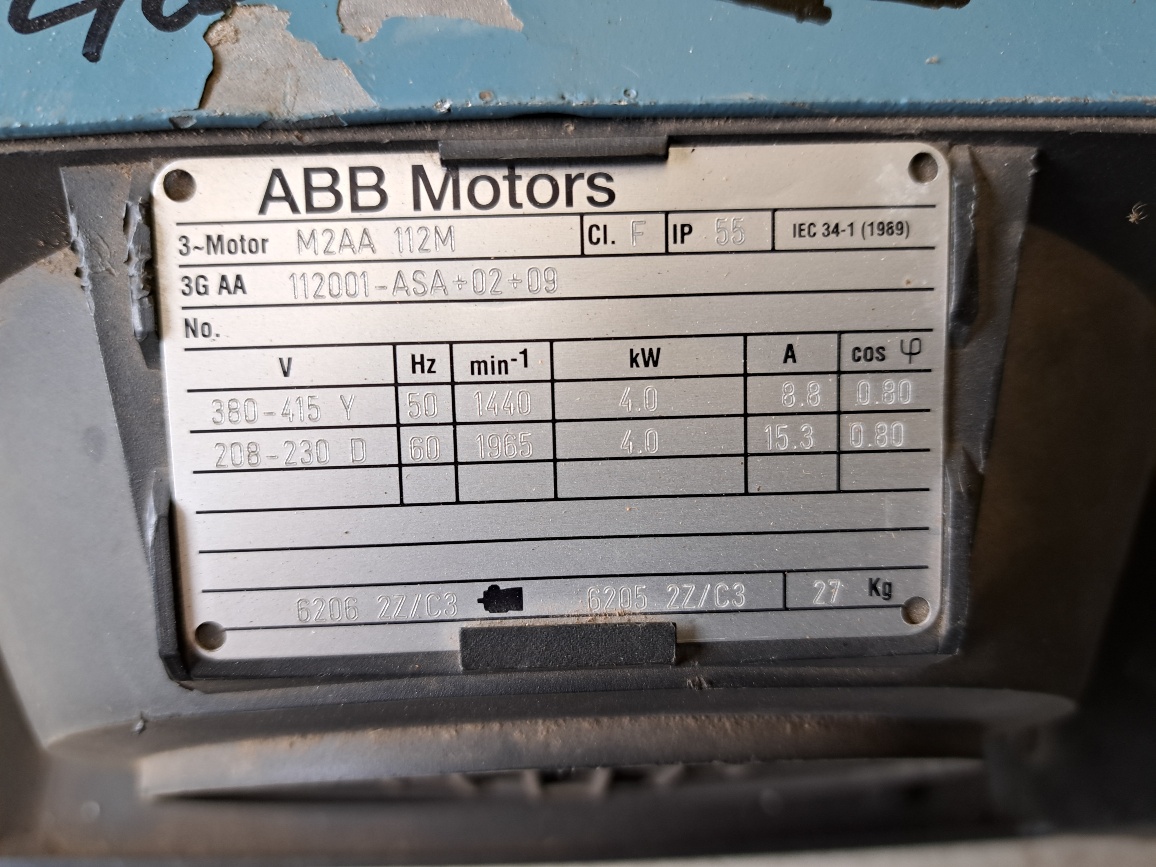 ABB Motors
3~Motor M2AA 112M Cl. F IP 55 IEC 34-1 (1989)
3G AA 112001-ASA+02+09
No.
V Hz min-1 kW A cos φ
380-415 Y 50 1440 4.0 8.8 0.80
208-230 D 60 1965 4.0 15.3 0.80
6206 2Z/C3 6205 2Z/C3 27 Kg